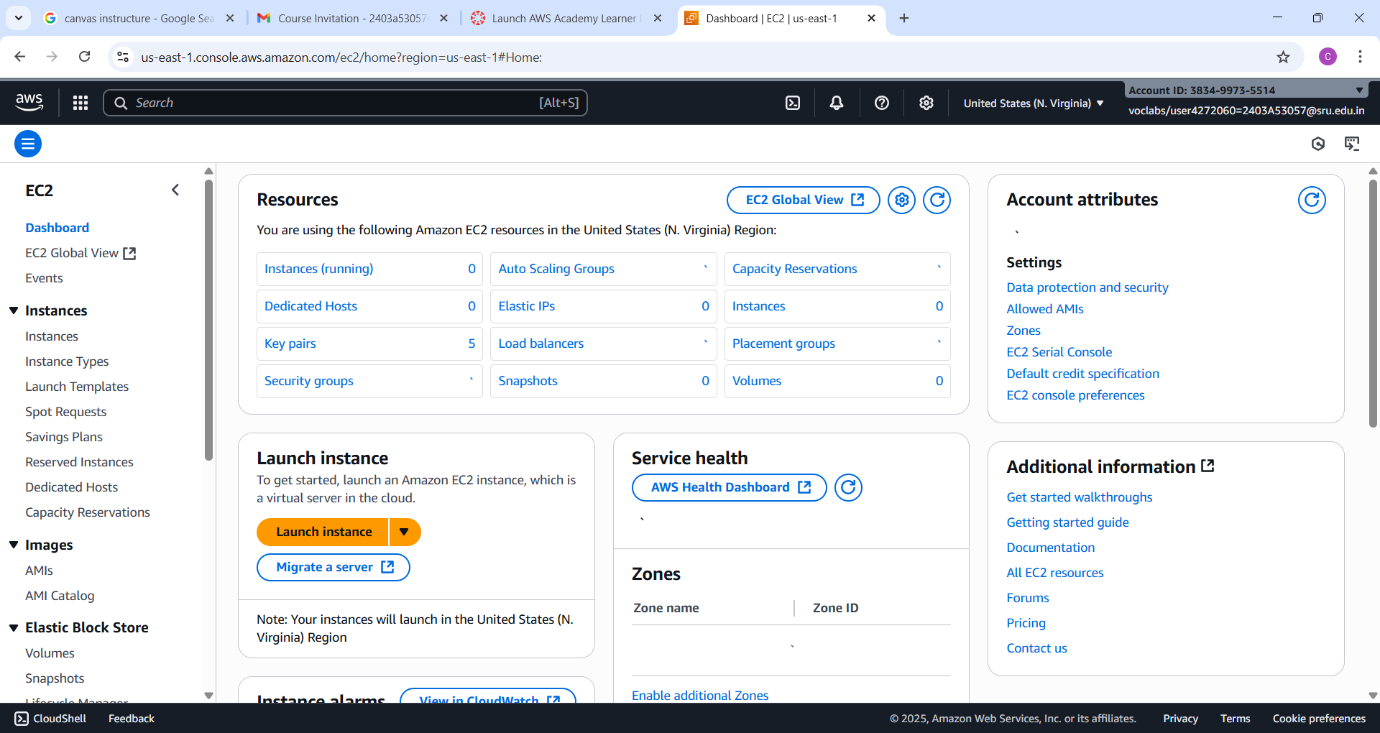 canvas instructure - Google Sea
Course Invitation - 2403a53057
Launch AWS Academy Learner
Dashboard | EC2 | us-east-1
us-east-1.console.aws.amazon.com/ec2/home?region=us-east-1#Home:
C
aws
Search
[Alt+S]
United States (N. Virginia)
Account ID: 3834-9973-5514
voclabs/user4272060=2403A53057@sru.edu.in
EC2
Dashboard
EC2 Global View
Events
Instances
Instances
Instance Types
Launch Templates
Spot Requests
Savings Plans
Reserved Instances
Dedicated Hosts
Capacity Reservations
Images
AMIs
AMI Catalog
Elastic Block Store
Volumes
Snapshots
Lifecycle Manager
Resources
EC2 Global View
You are using the following Amazon EC2 resources in the United States (N. Virginia) Region:
Instances (running) 0
Auto Scaling Groups
Capacity Reservations
Dedicated Hosts 0
Elastic IPs 0
Instances 0
Key pairs 5
Load balancers
Placement groups
Security groups
Snapshots 0
Volumes 0
Launch instance
To get started, launch an Amazon EC2 instance, which is
a virtual server in the cloud.
Launch instance
Migrate a server
Note: Your instances will launch in the United States (N.
Virginia) Region
Instance alarms
View in CloudWatch
Service health
AWS Health Dashboard
Zones
Zone name
Zone ID
Enable additional Zones
Account attributes
Settings
Data protection and security
Allowed AMIs
Zones
EC2 Serial Console
Default credit specification
EC2 console preferences
Additional information
Get started walkthroughs
Getting started guide
Documentation
All EC2 resources
Forums
Pricing
Contact us
CloudShell
Feedback
© 2025, Amazon Web Services, Inc. or its affiliates.
Privacy
Terms
Cookie preferences